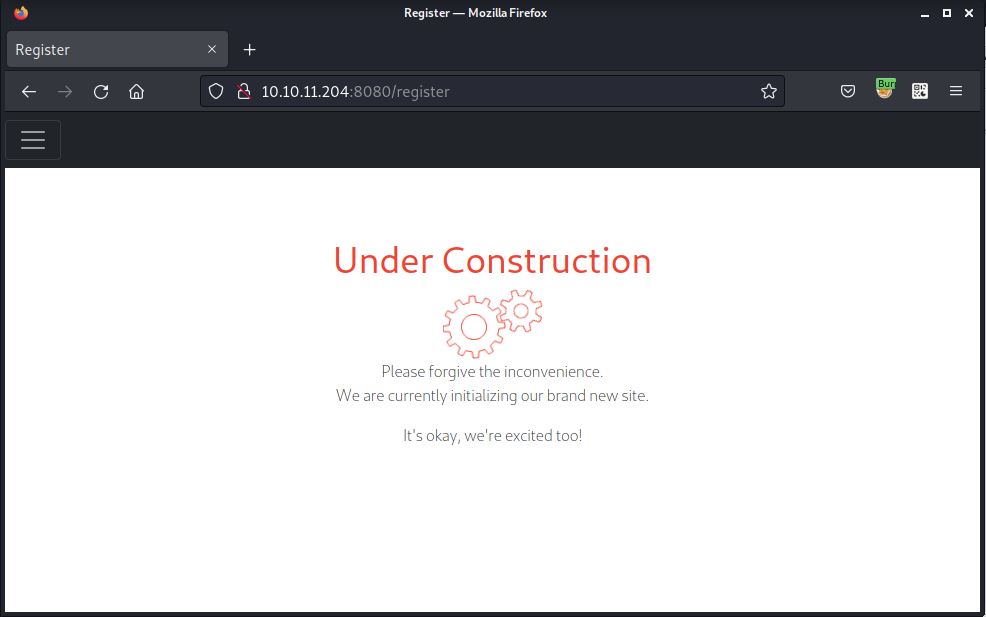 Register — Mozilla Firefox
Register
10.10.11.204:8080/register
Bur
Under Construction
Please forgive the inconvenience.
We are currently initializing our brand new site.
It's okay, we're excited too!